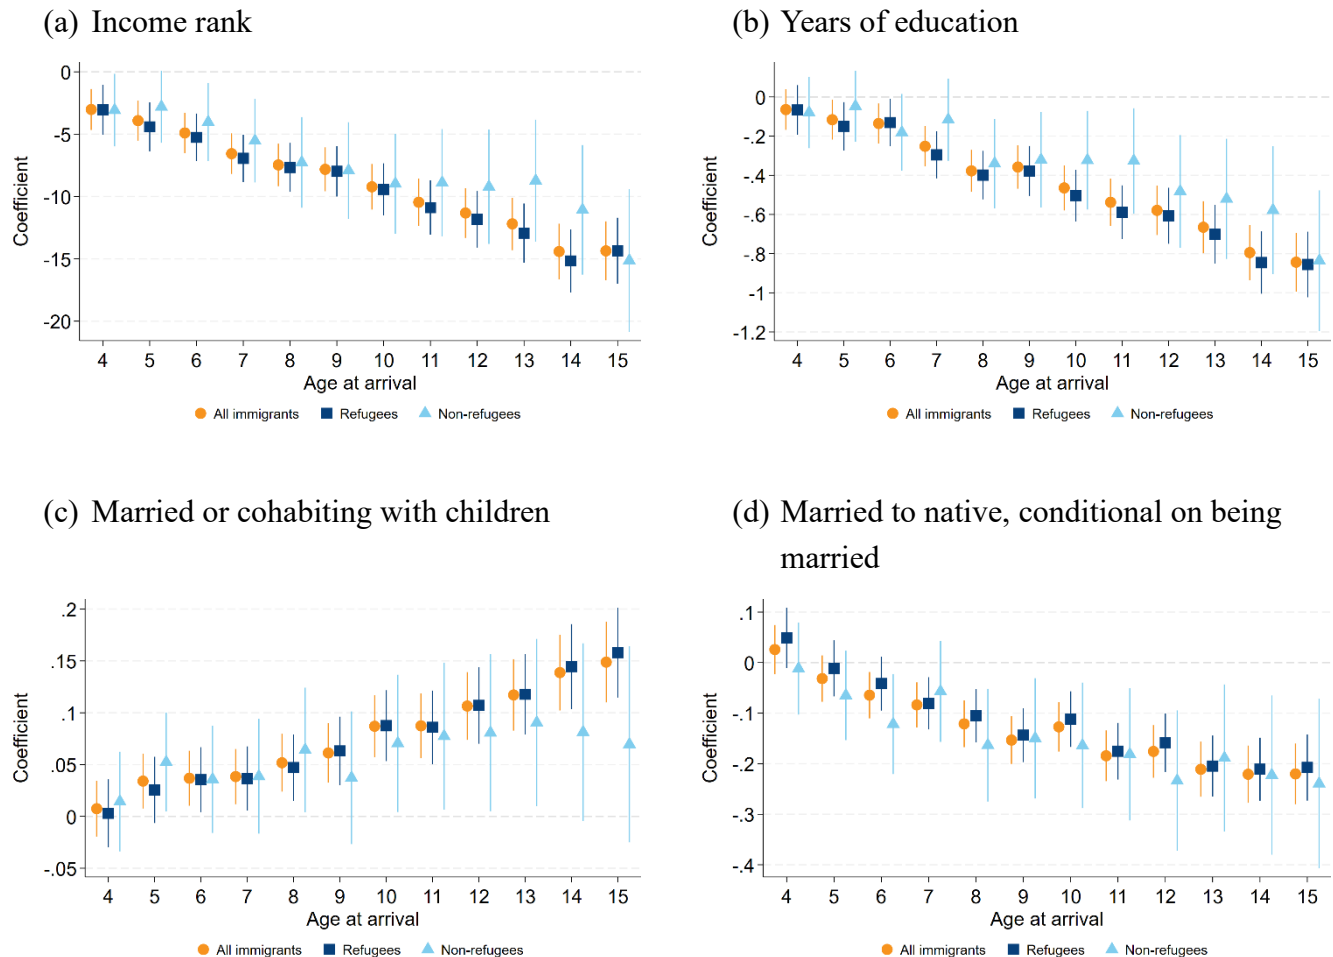 (a) Income rank
0
-5
-10
-15
-20
Coefficient
4 5 6 7 8 9 10 11 12 13 14 15
Age at arrival
All immigrants Refugees Non-refugees
(b) Years of education
0
-.2
-.4
-.6
-.8
-1
-1.2
Coefficient
4 5 6 7 8 9 10 11 12 13 14 15
Age at arrival
All immigrants Refugees Non-refugees
(c) Married or cohabiting with children
.2
.15
.1
.05
0
-.05
Coefficient
4 5 6 7 8 9 10 11 12 13 14 15
Age at arrival
All immigrants Refugees Non-refugees
(d) Married to native, conditional on being
married
.1
0
-.1
-.2
-.3
-.4
Coefficient
4 5 6 7 8 9 10 11 12 13 14 15
Age at arrival
All immigrants Refugees Non-refugees